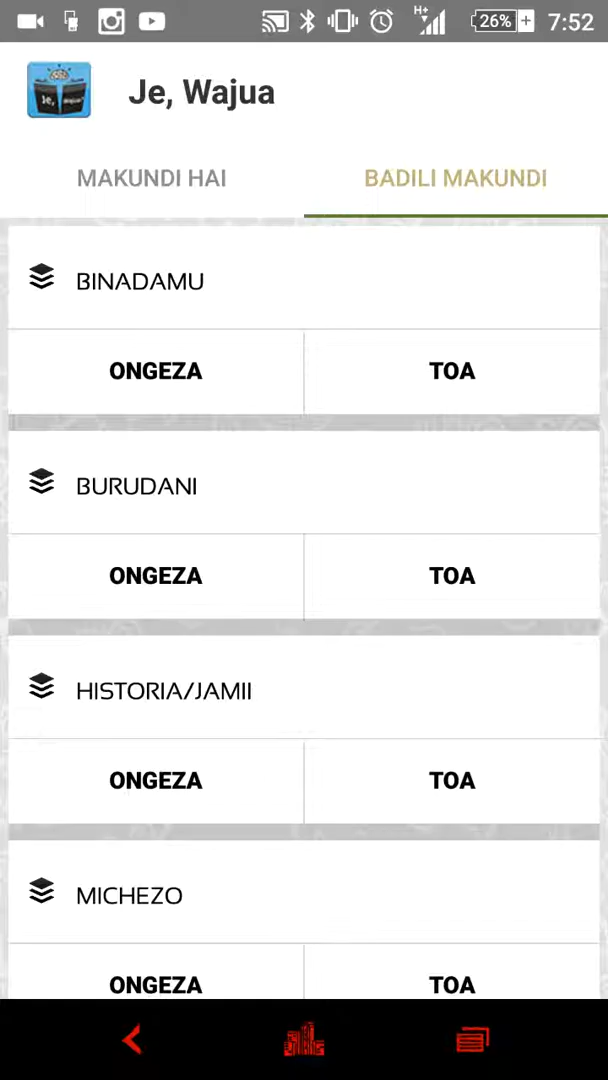 H+ 26% 7:52
Je, Wajua
MAKUNDI HAI BADILI MAKUNDI
BINADAMU
ONGEZA TOA
BURUDANI
ONGEZA TOA
HISTORIA/JAMII
ONGEZA TOA
MICHEZO
ONGEZA TOA